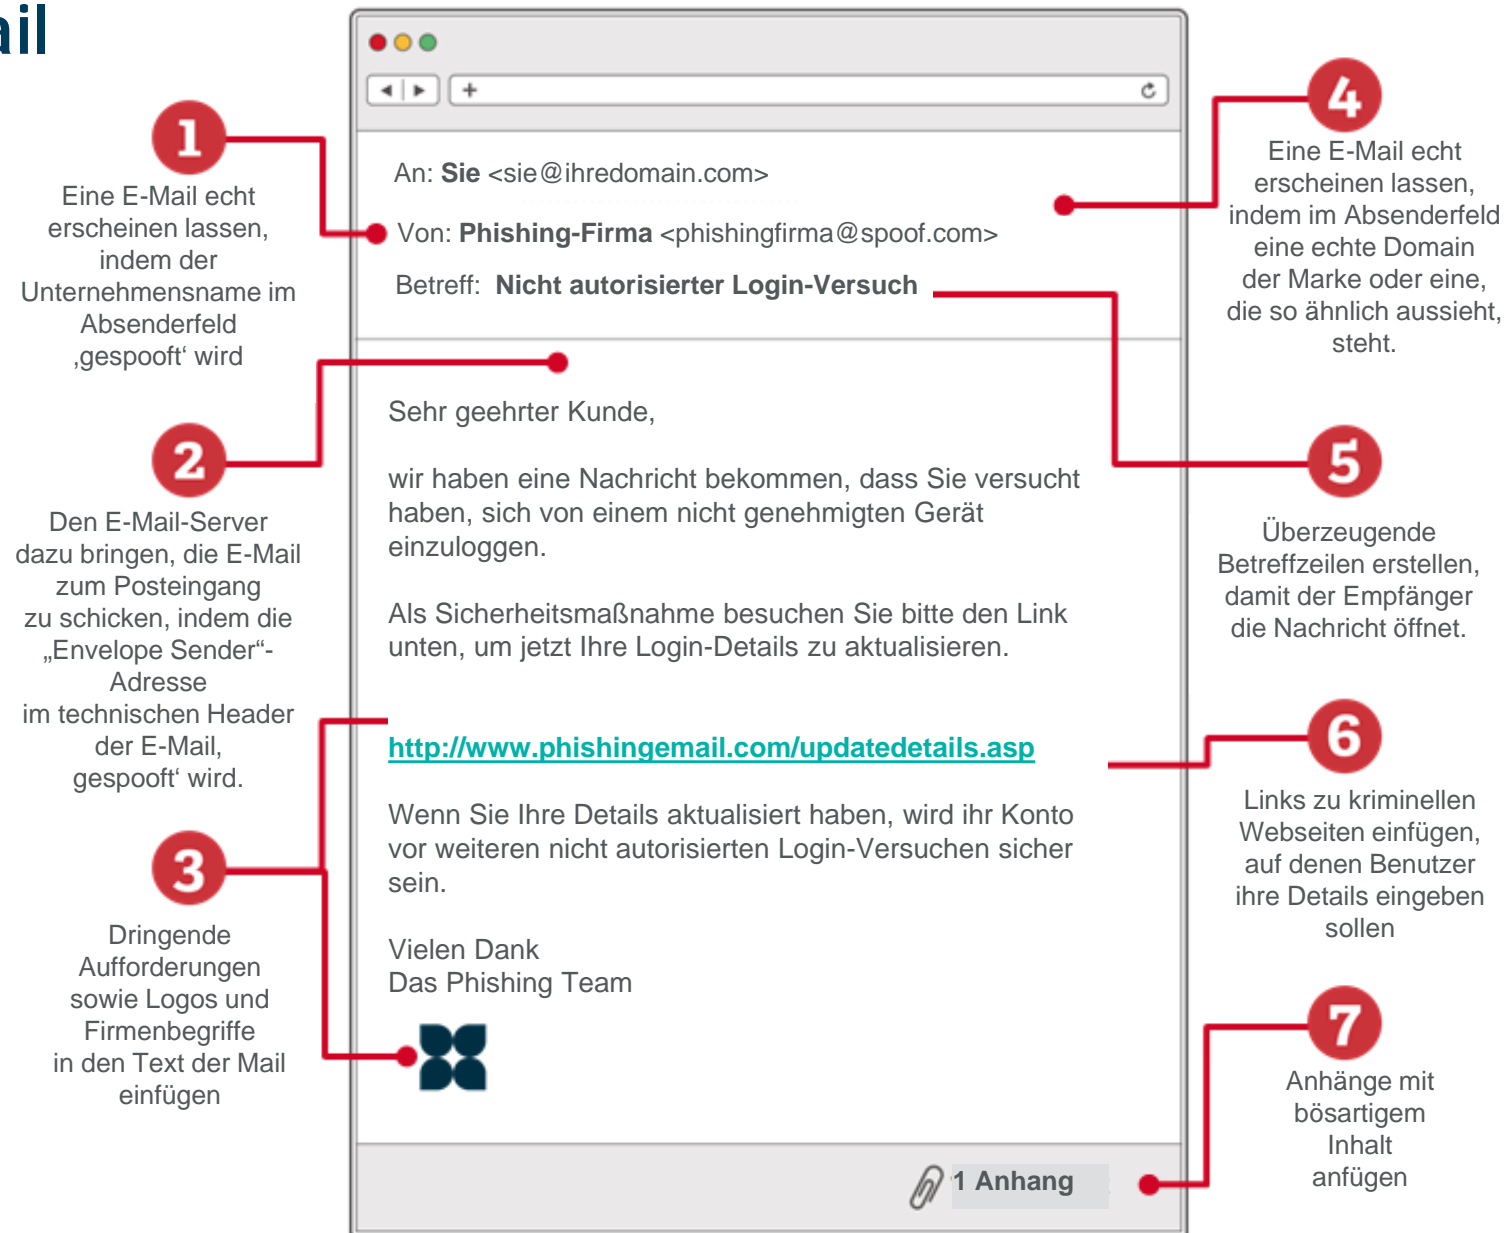 ail
1
Eine E-Mail echt
erscheinen lassen,
indem der
Unternehmensname im
Absenderfeld
‚gespooft‘ wird
2
Den E-Mail-Server
dazu bringen, die E-Mail
zum Posteingang
zu schicken, indem die
„Envelope Sender“-
Adresse
im technischen Header
der E-Mail,
gespooft‘ wird.
3
Dringende
Aufforderungen
sowie Logos und
Firmenbegriffe
in den Text der Mail
einfügen
An: Sie <sie@ihredomain.com>
Von: Phishing-Firma <phishingfirma@spoof.com>
Betreff: Nicht autorisierter Login-Versuch
Sehr geehrter Kunde,
wir haben eine Nachricht bekommen, dass Sie versucht
haben, sich von einem nicht genehmigten Gerät
einzuloggen.
Als Sicherheitsmaßnahme besuchen Sie bitte den Link
unten, um jetzt Ihre Login-Details zu aktualisieren.
http://www.phishingemail.com/updatedetails.asp
Wenn Sie Ihre Details aktualisiert haben, wird ihr Konto
vor weiteren nicht autorisierten Login-Versuchen sicher
sein.
Vielen Dank
Das Phishing Team
1 Anhang
4
Eine E-Mail echt
erscheinen lassen,
indem im Absenderfeld
eine echte Domain
der Marke oder eine,
die so ähnlich aussieht,
steht.
5
Überzeugende
Betreffzeilen erstellen,
damit der Empfänger
die Nachricht öffnet.
6
Links zu kriminellen
Webseiten einfügen,
auf denen Benutzer
ihre Details eingeben
sollen
7
Anhänge mit
bösartigem
Inhalt
anfügen